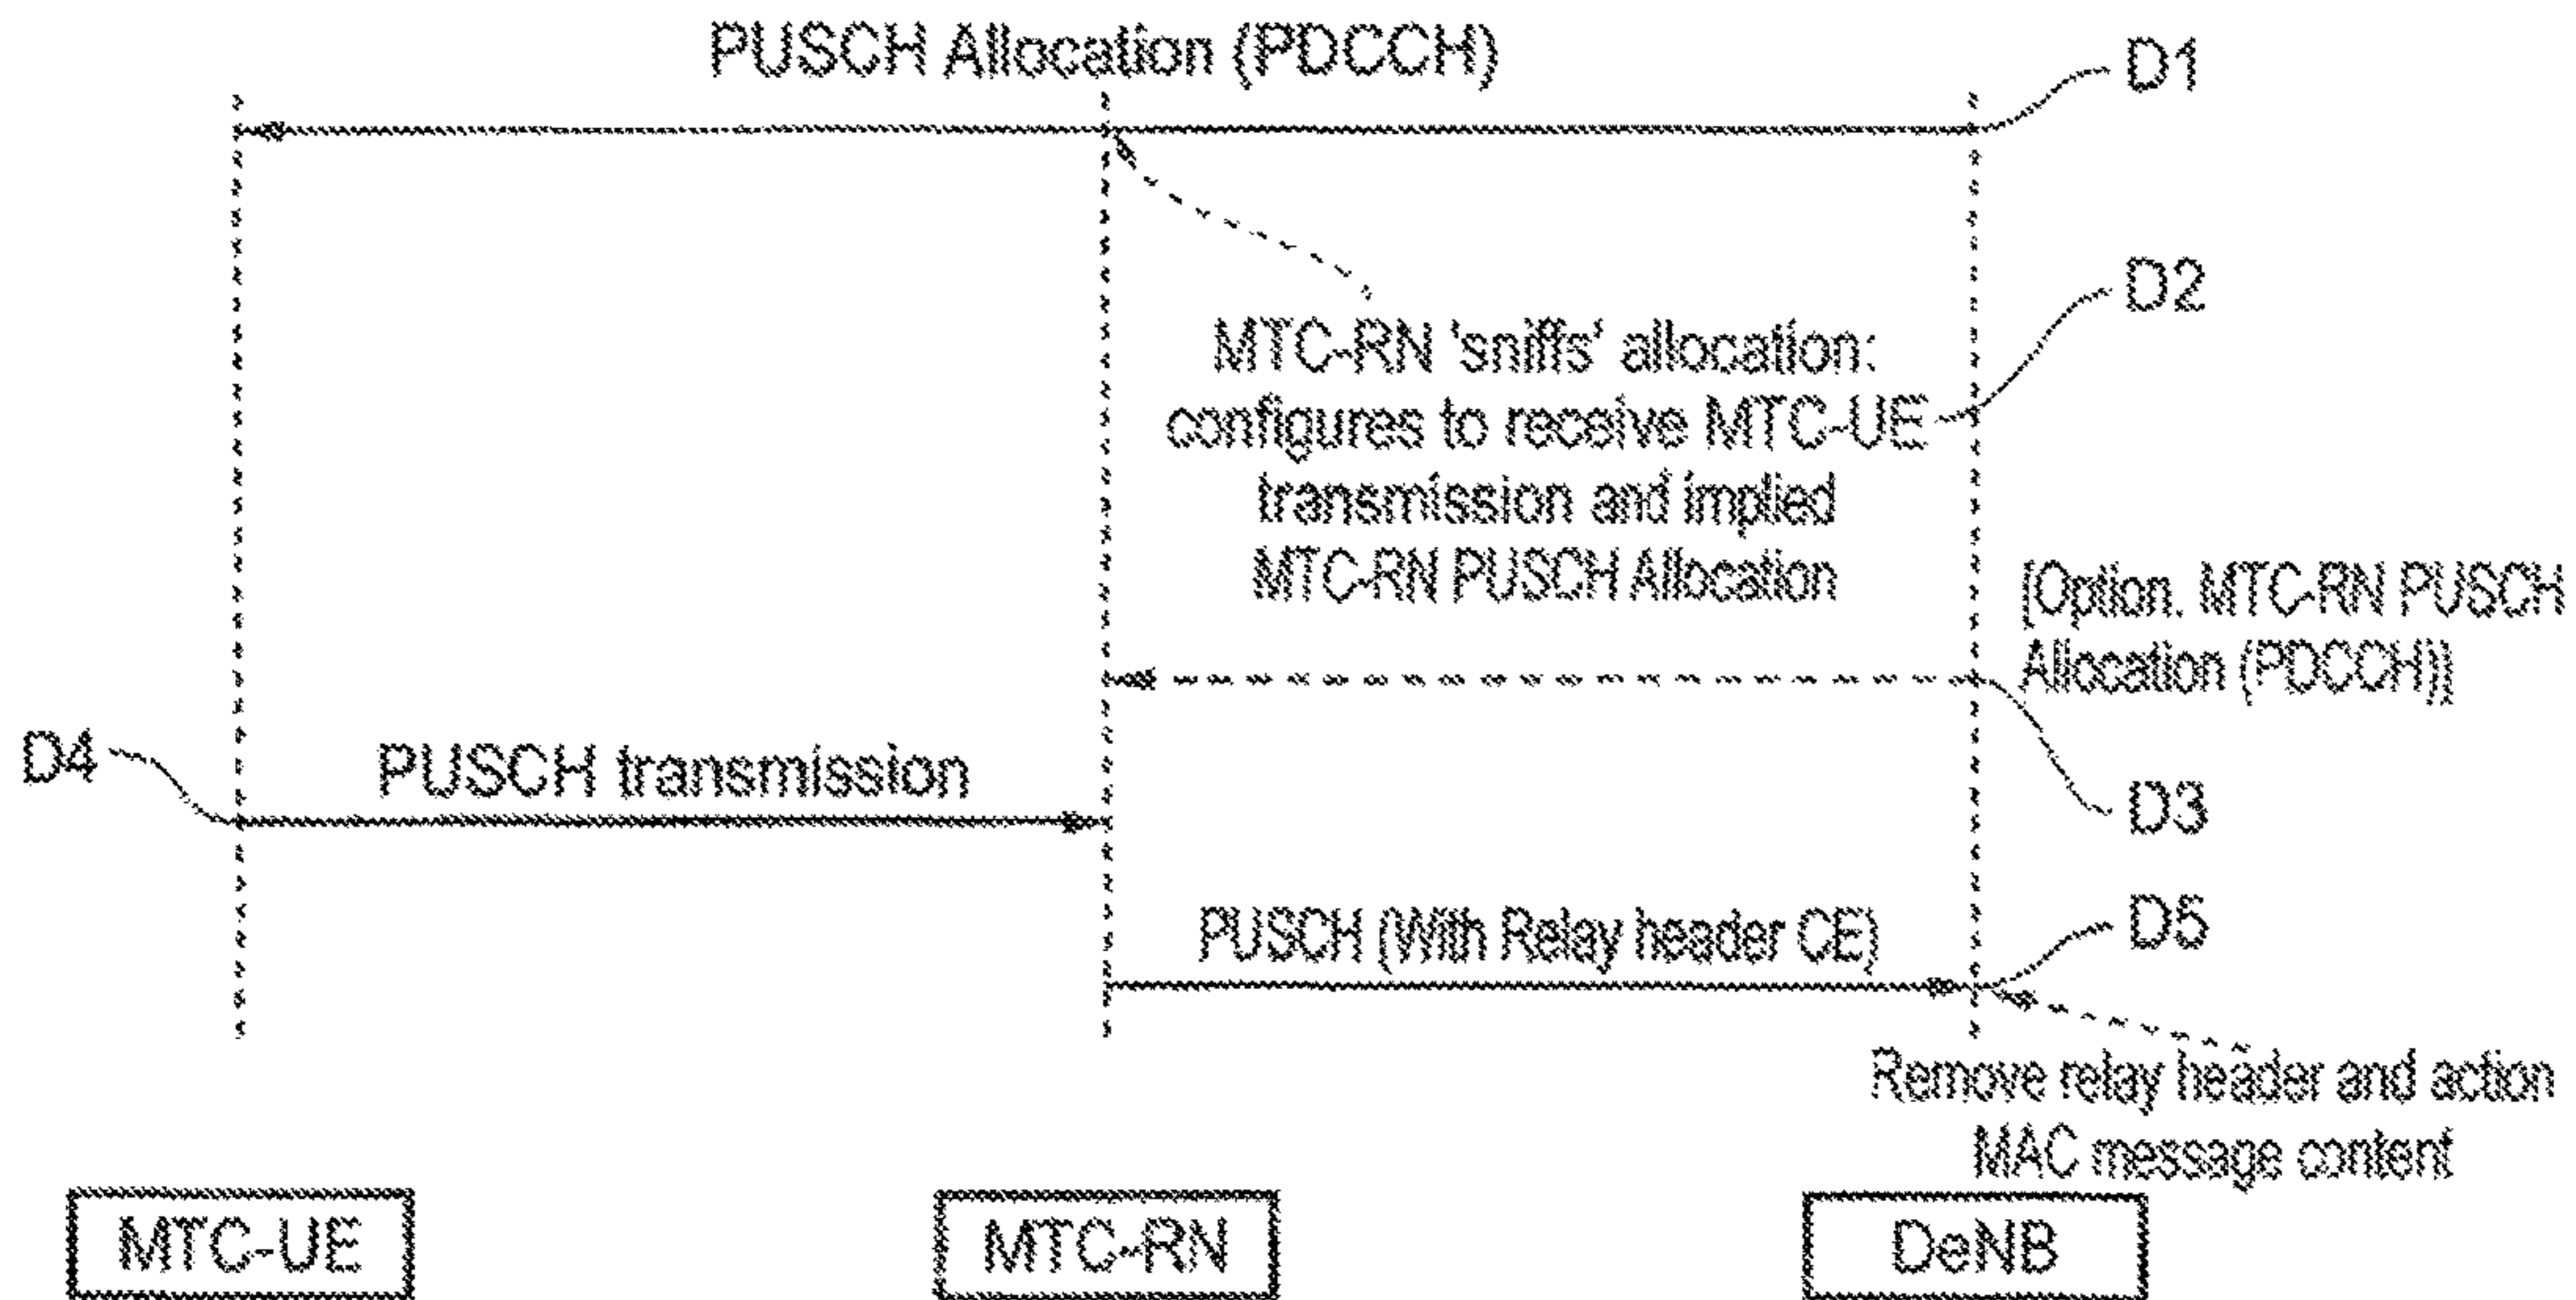 PUSCH Allocation (PDCCH)
D1
D2
MTC-RN 'sniffs' allocation:
configures to receive MTC-UE
transmission and implied
MTC-RN PUSCH Allocation
[Option. MTC-RN PUSCH
Allocation (PDCCH)]
D4
PUSCH transmission
D3
PUSCH (With Relay header CE)
D5
Remove relay header and action
MAC message content
MTC-UE
MTC-RN
DeNB